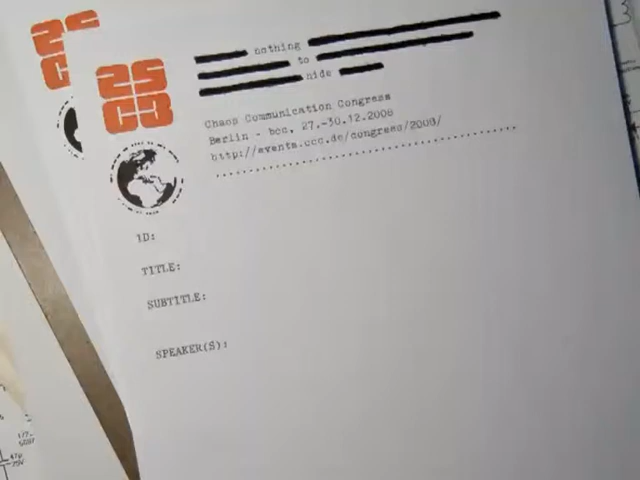 25
C3
nothing
to
hide
Chaos Communication Congress
Berlin - bcc, 27.-30.12.2008
http://events.ccc.de/congress/2008/
ID:
TITLE:
SUBTITLE:
SPEAKER(S):